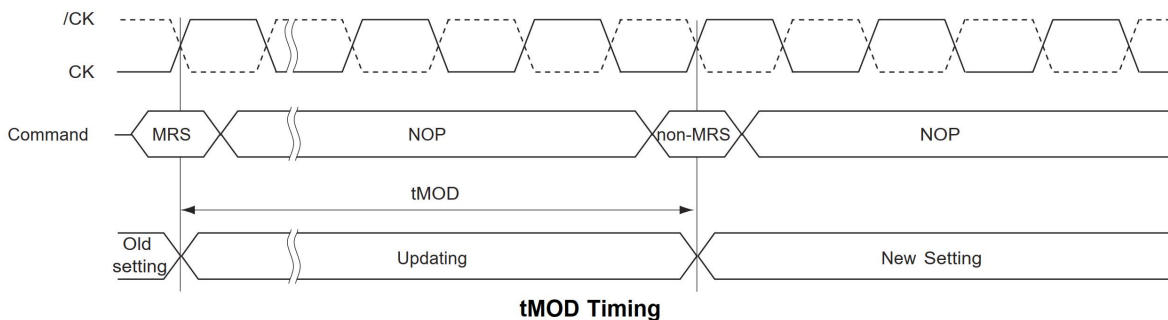 /CK
CK
Command
MRS
NOP
non-MRS
NOP
tMOD
Old
setting
Updating
New Setting
tMOD Timing